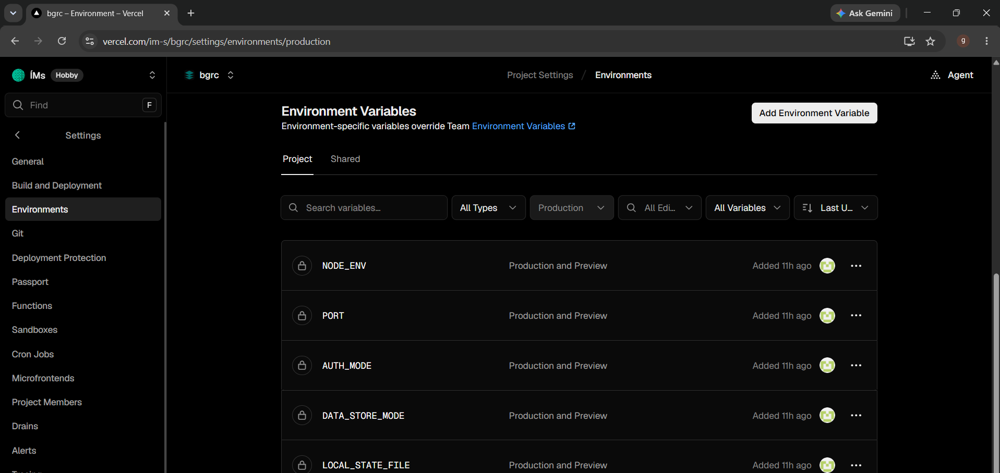 bgrc – Environment – Vercel
Ask Gemini
vercel.com/im-s/bgrc/settings/environments/production
g
ÍMs
Hobby
bgrc
Project Settings / Environments
Agent
Find
F
Settings
General
Build and Deployment
Environments
Git
Deployment Protection
Passport
Functions
Sandboxes
Cron Jobs
Microfrontends
Project Members
Drains
Alerts
Environment Variables
Environment-specific variables override Team Environment Variables
Add Environment Variable
Project
Shared
Search variables...
All Types
Production
All Edi...
All Variables
Last U...
NODE_ENV
Production and Preview
Added 11h ago
PORT
Production and Preview
Added 11h ago
AUTH_MODE
Production and Preview
Added 11h ago
DATA_STORE_MODE
Production and Preview
Added 11h ago
LOCAL_STATE_FILE
Production and Preview
Added 11h ago